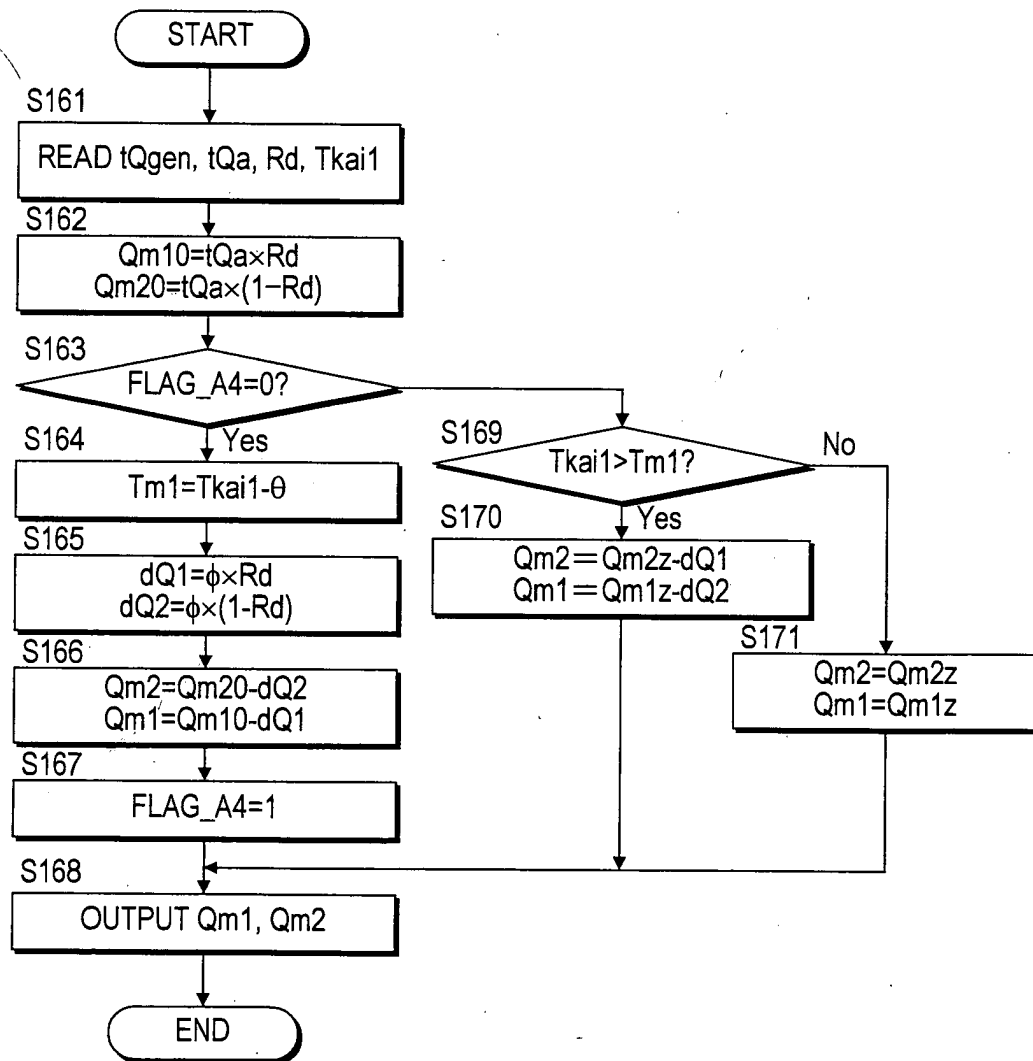 START
S161
READ tQgen, tQa, Rd, Tkai1
S162
Qm10=tQa×Rd
Qm20=tQa×(1−Rd)
S163
FLAG_A4=0?
Yes
S164
Tm1=Tkai1-θ
S165
dQ1=ϕ×Rd
dQ2=ϕ×(1-Rd)
S166
Qm2=Qm20-dQ2
Qm1=Qm10-dQ1
S167
FLAG_A4=1
S169
Tkai1>Tm1?
No
Yes
S170
Qm2=Qm2z-dQ1
Qm1=Qm1z-dQ2
S171
Qm2=Qm2z
Qm1=Qm1z
S168
OUTPUT Qm1, Qm2
END